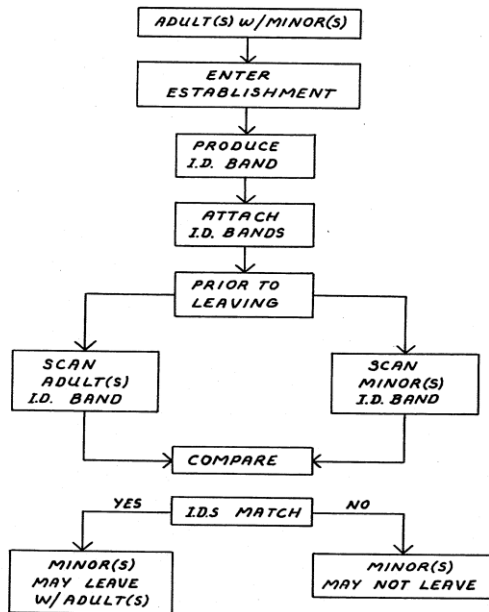 ADULT(S) W/MINOR(S)
ENTER
ESTABLISHMENT
PRODUCE
I.D. BAND
ATTACH
I.D. BANDS
PRIOR TO
LEAVING
SCAN
ADULT(S)
I.D. BAND
SCAN
MINOR(S)
I.D. BAND
COMPARE
YES
I.D.S MATCH
NO
MINOR(S)
MAY LEAVE
W/ADULT(S)
MINOR(S)
MAY NOT LEAVE